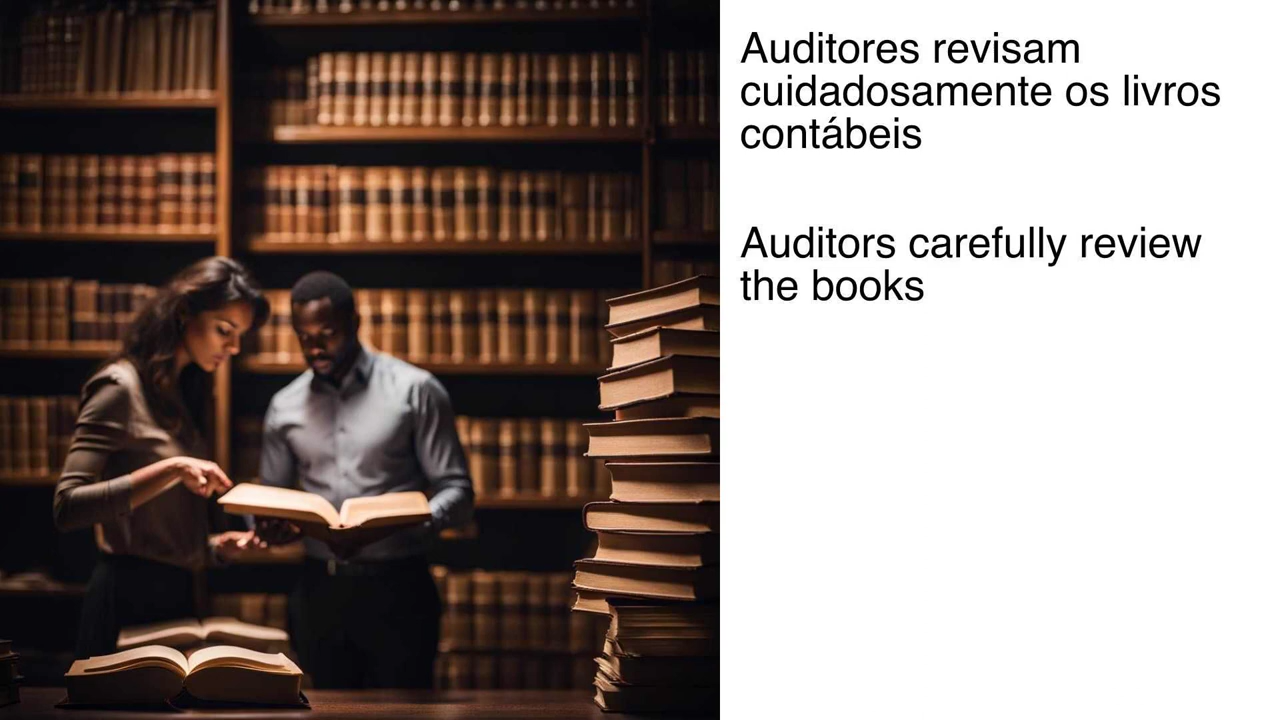 Auditores revisam
cuidadosamente os livros
contábeis
Auditors carefully review
the books